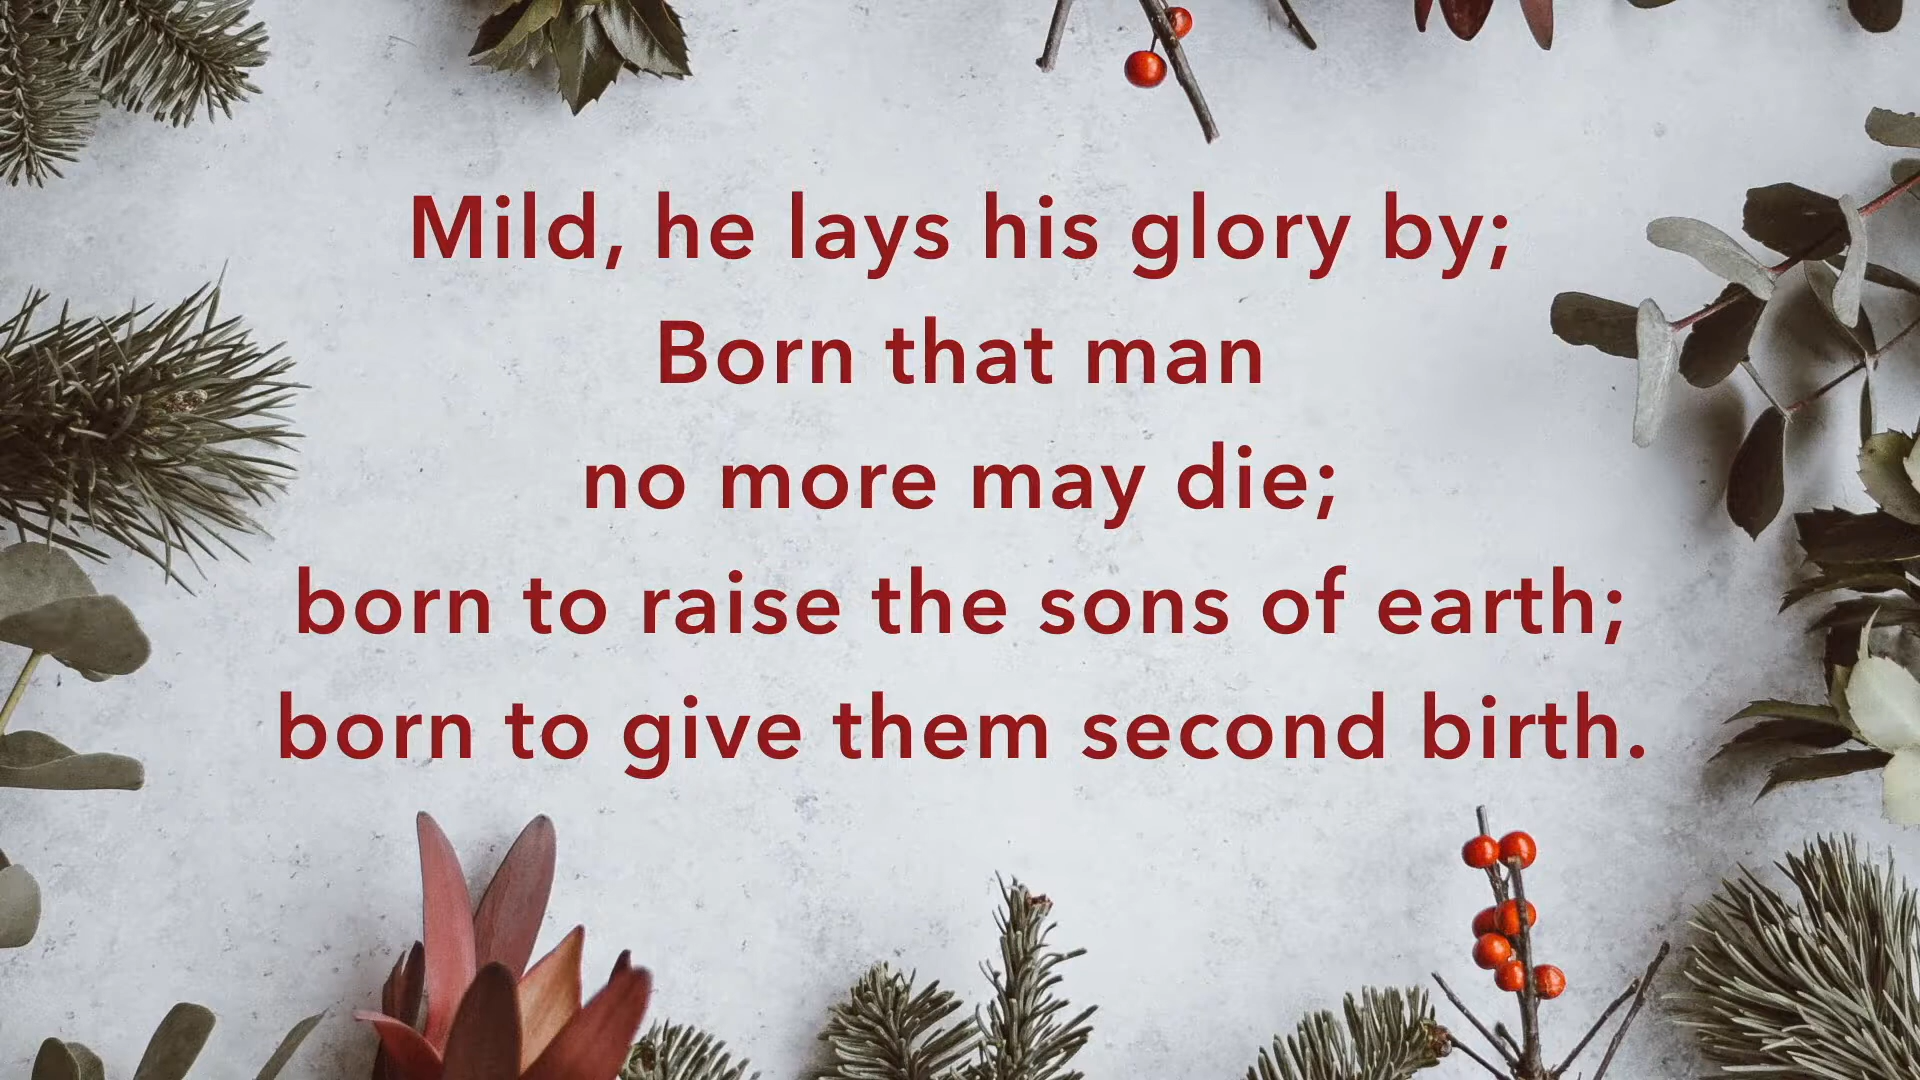 Mild, he lays his glory by;
Born that man
no more may die;
born to raise the sons of earth;
born to give them second birth.